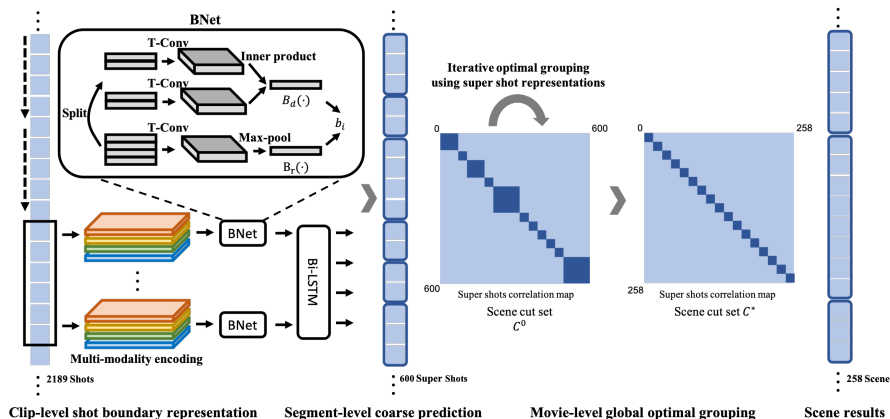 BNet
T-Conv
Inner product
T-Conv
B_d(·)
Split
b_i
T-Conv
Max-pool
B_r(·)
BNet
Bi-LSTM
BNet
Multi-modality encoding
2189 Shots
600 Super Shots
Iterative optimal grouping
using super shot representations
0
600
600
Super shots correlation map
Scene cut set
C^0
0
258
258
Super shots correlation map
Scene cut set C^*
258 Scene
Clip-level shot boundary representation
Segment-level coarse prediction
Movie-level global optimal grouping
Scene results